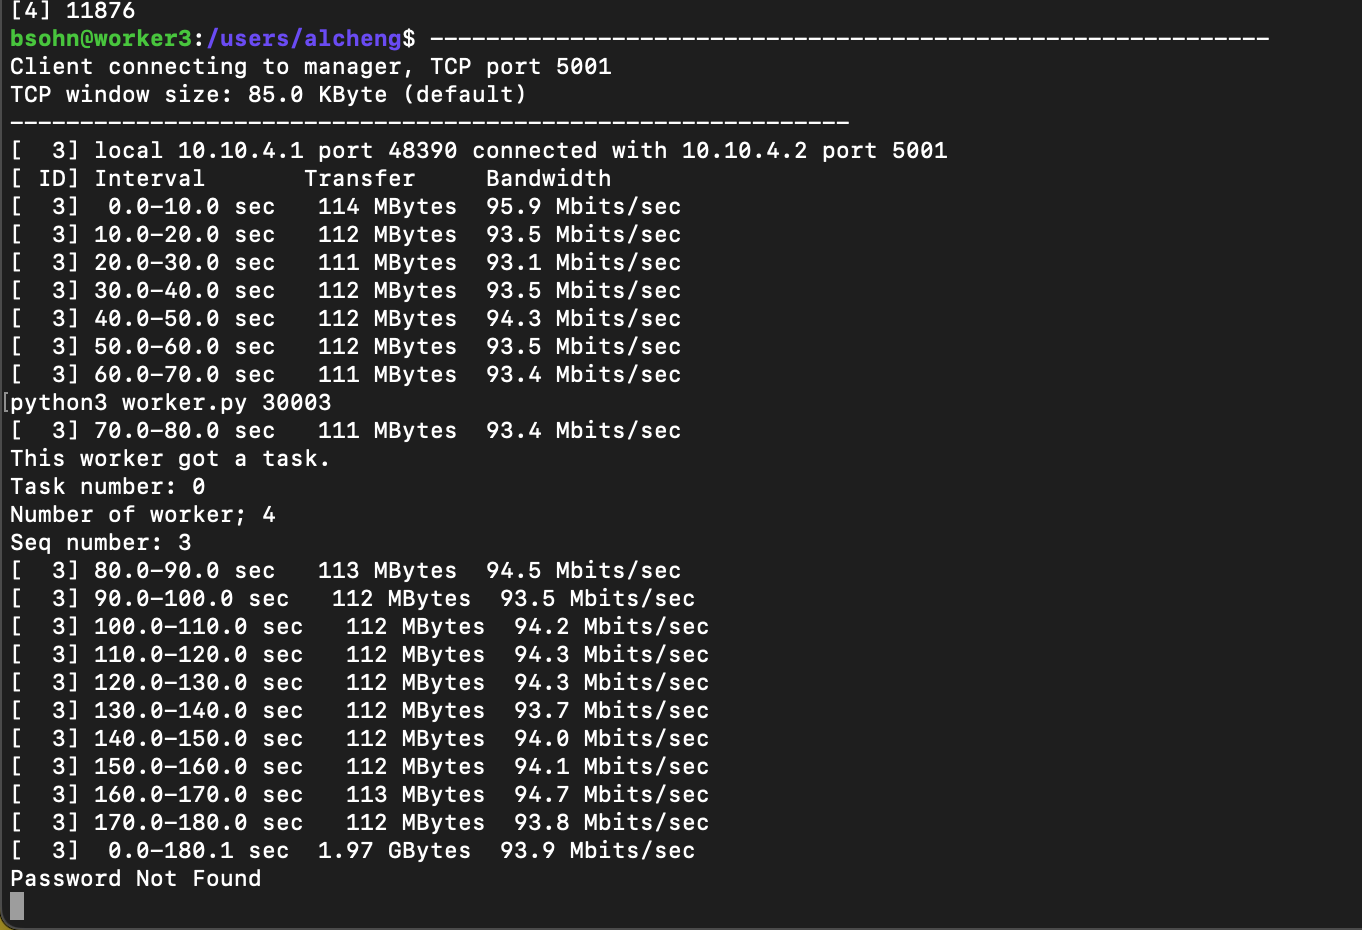 [4] 11876
bsohn@worker3:/users/alcheng$ ------------------------------------------------------------
Client connecting to manager, TCP port 5001
TCP window size: 85.0 KByte (default)
------------------------------------------------------------
[  3] local 10.10.4.1 port 48390 connected with 10.10.4.2 port 5001
[ ID] Interval       Transfer     Bandwidth
[  3]  0.0-10.0 sec   114 MBytes  95.9 Mbits/sec
[  3] 10.0-20.0 sec   112 MBytes  93.5 Mbits/sec
[  3] 20.0-30.0 sec   111 MBytes  93.1 Mbits/sec
[  3] 30.0-40.0 sec   112 MBytes  93.5 Mbits/sec
[  3] 40.0-50.0 sec   112 MBytes  94.3 Mbits/sec
[  3] 50.0-60.0 sec   112 MBytes  93.5 Mbits/sec
[  3] 60.0-70.0 sec   111 MBytes  93.4 Mbits/sec
[python3 worker.py 30003
[  3] 70.0-80.0 sec   111 MBytes  93.4 Mbits/sec
This worker got a task.
Task number: 0
Number of worker; 4
Seq number: 3
[  3] 80.0-90.0 sec   113 MBytes  94.5 Mbits/sec
[  3] 90.0-100.0 sec   112 MBytes  93.5 Mbits/sec
[  3] 100.0-110.0 sec   112 MBytes  94.2 Mbits/sec
[  3] 110.0-120.0 sec   112 MBytes  94.3 Mbits/sec
[  3] 120.0-130.0 sec   112 MBytes  94.3 Mbits/sec
[  3] 130.0-140.0 sec   112 MBytes  93.7 Mbits/sec
[  3] 140.0-150.0 sec   112 MBytes  94.0 Mbits/sec
[  3] 150.0-160.0 sec   112 MBytes  94.1 Mbits/sec
[  3] 160.0-170.0 sec   113 MBytes  94.7 Mbits/sec
[  3] 170.0-180.0 sec   112 MBytes  93.8 Mbits/sec
[  3]  0.0-180.1 sec  1.97 GBytes  93.9 Mbits/sec
Password Not Found